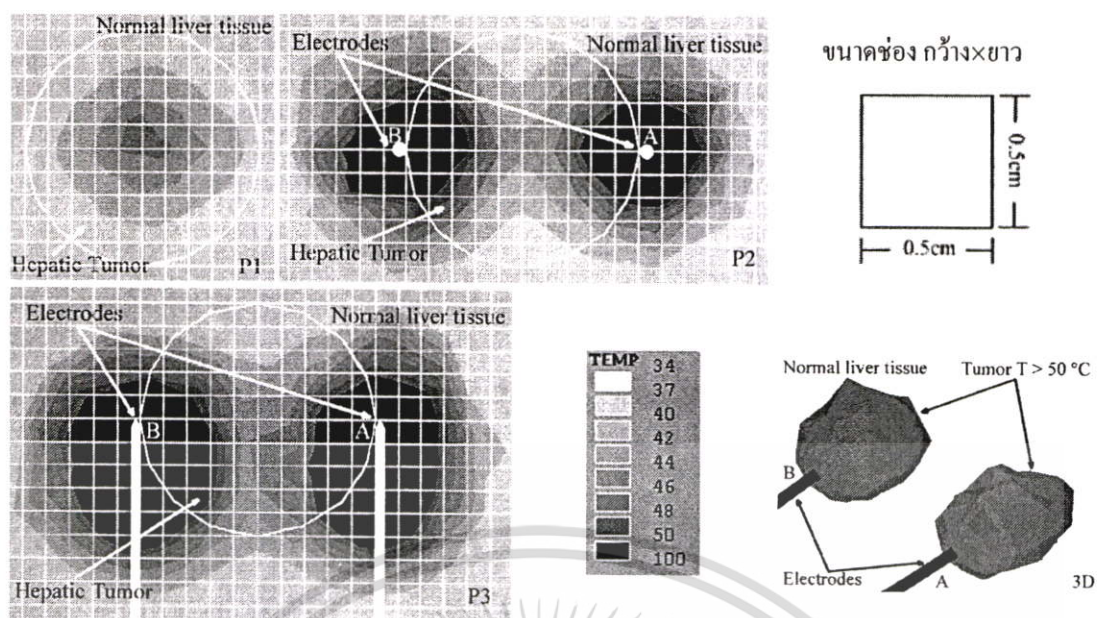 Normal liver tissue
Hepatic Tumor
P1
Electrodes
Normal liver tissue
B
A
Hepatic Tumor
P2
ขนาดช่อง กว้าง×ยาว
0.5cm
0.5cm
Electrodes
Normal liver tissue
B
A
Hepatic Tumor
P3
TEMP
34
37
40
42
44
46
48
50
100
Normal liver tissue
Tumor T > 50 °C
B
Electrodes
A
3D